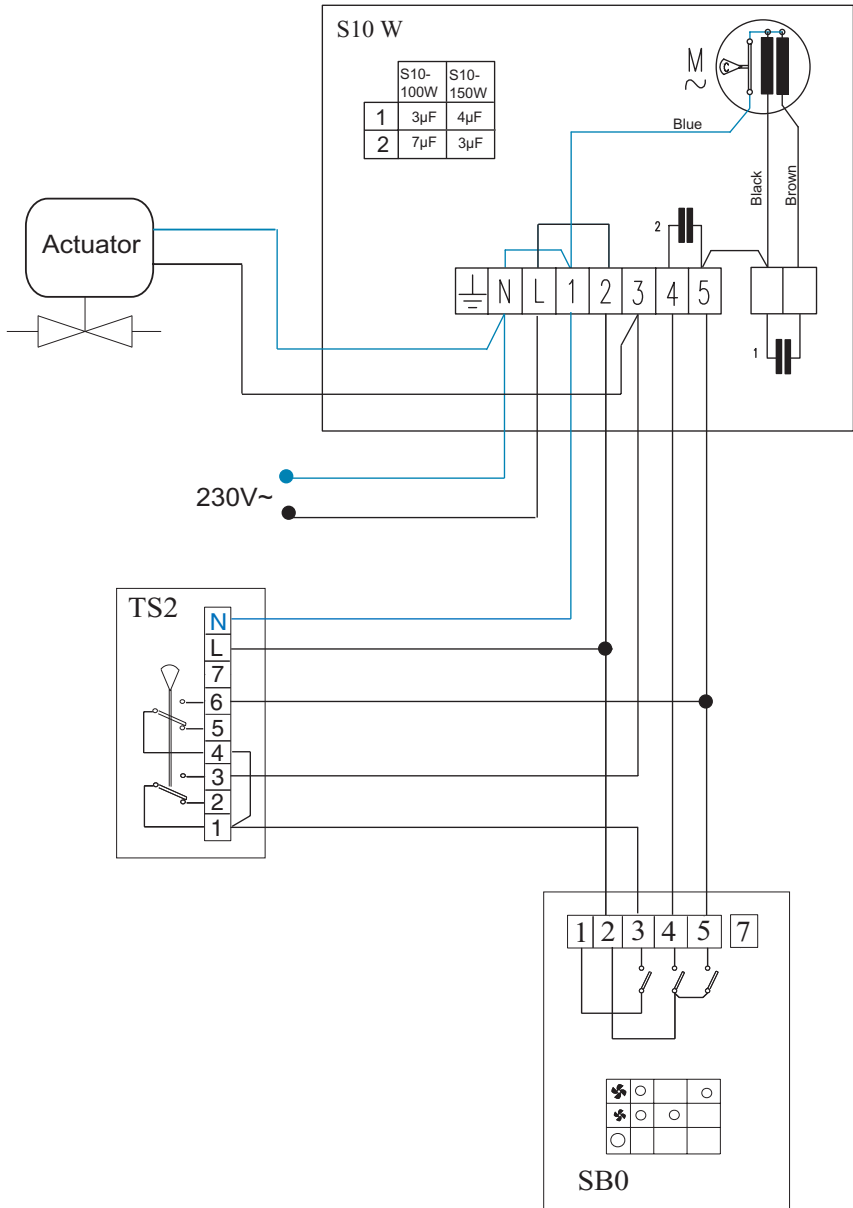 S10 W
S10-100W S10-150W
1 3µF 4µF
2 7µF 3µF
M
~
C
Blue
Black
Brown
Actuator
2
N L 1 2 3 4 5
1
230V~
TS2
N
L
7
6
5
4
3
2
1
1 2 3 4 5 7
SB0